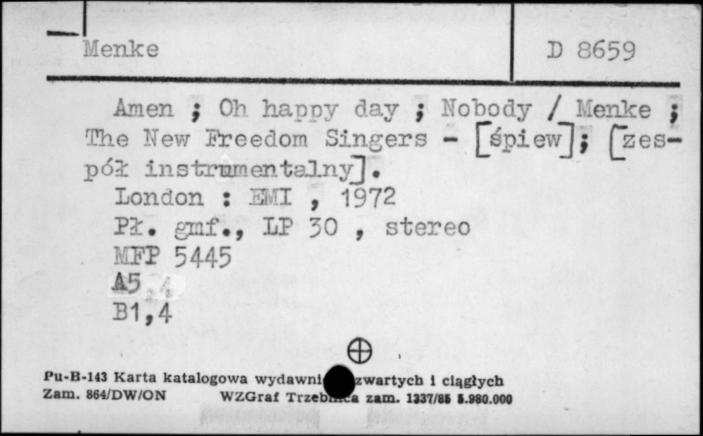 Menke
D 8659
Amen ; Oh happy day ; Nobody / Menke ;
The New Freedom Singers - [śpiew]; [zes-
pół instrumentalny].
London : EMI , 1972
Pł. gmf., LP 30 , stereo
MFP 5445
A5
B1,4
Pu-B-143 Karta katalogowa wydawni zwartych i ciągłych
Zam. 864/DW/ON WZGraf Trzebnica zam. 1337/85 5.980.000